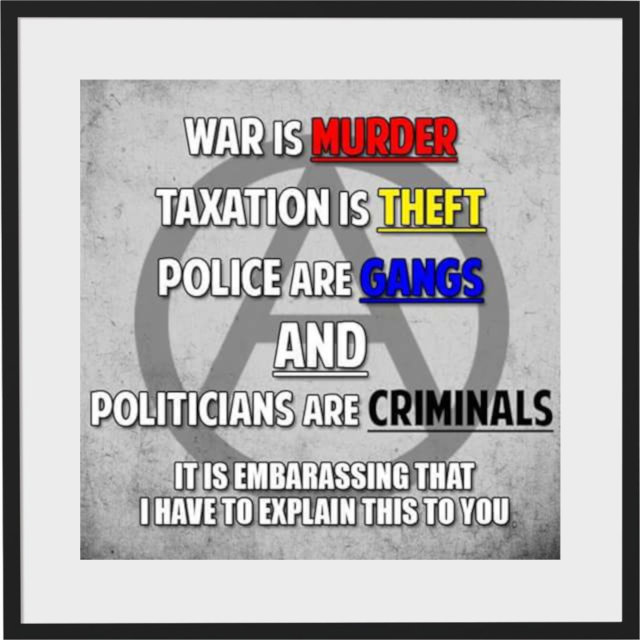 WAR IS MURDER
TAXATION IS THEFT
POLICE ARE GANGS
AND
POLITICIANS ARE CRIMINALS
IT IS EMBARASSING THAT
I HAVE TO EXPLAIN THIS TO YOU